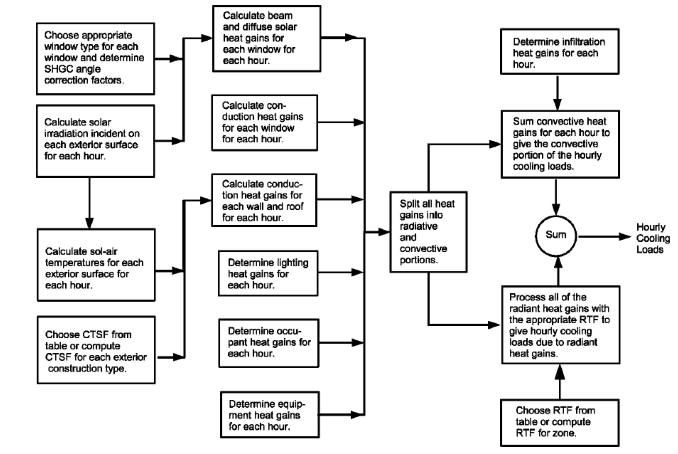 Choose appropriate
window type for each
window and determine
SHGC angle
correction factors.
Calculate solar
irradiation incident on
each exterior surface
for each hour.
Calculate sol-air
temperatures for each
exterior surface for
each hour.
Choose CTSF from
table or compute
CTSF for each exterior
construction type.
Calculate beam
and diffuse solar
heat gains for
each window for
each hour.
Calculate con-
duction heat gains
for each window
for each hour.
Calculate conduc-
tion heat gains for
each wall and roof
for each hour.
Determine lighting
heat gains for
each hour.
Determine occu-
pant heat gains for
each hour.
Determine equip-
ment heat gains
for each hour.
Split all heat
gains into
radiative
and
convective
portions.
Determine infiltration
heat gains for each
hour.
Sum convective heat
gains for each hour to
give the convective
portion of the hourly
cooling loads.
Sum
Hourly
Cooling
Loads
Process all of the
radiant heat gains with
the appropriate RTF to
give hourly cooling
loads due to radiant
heat gains.
Choose RTF from
table or compute
RTF for zone.